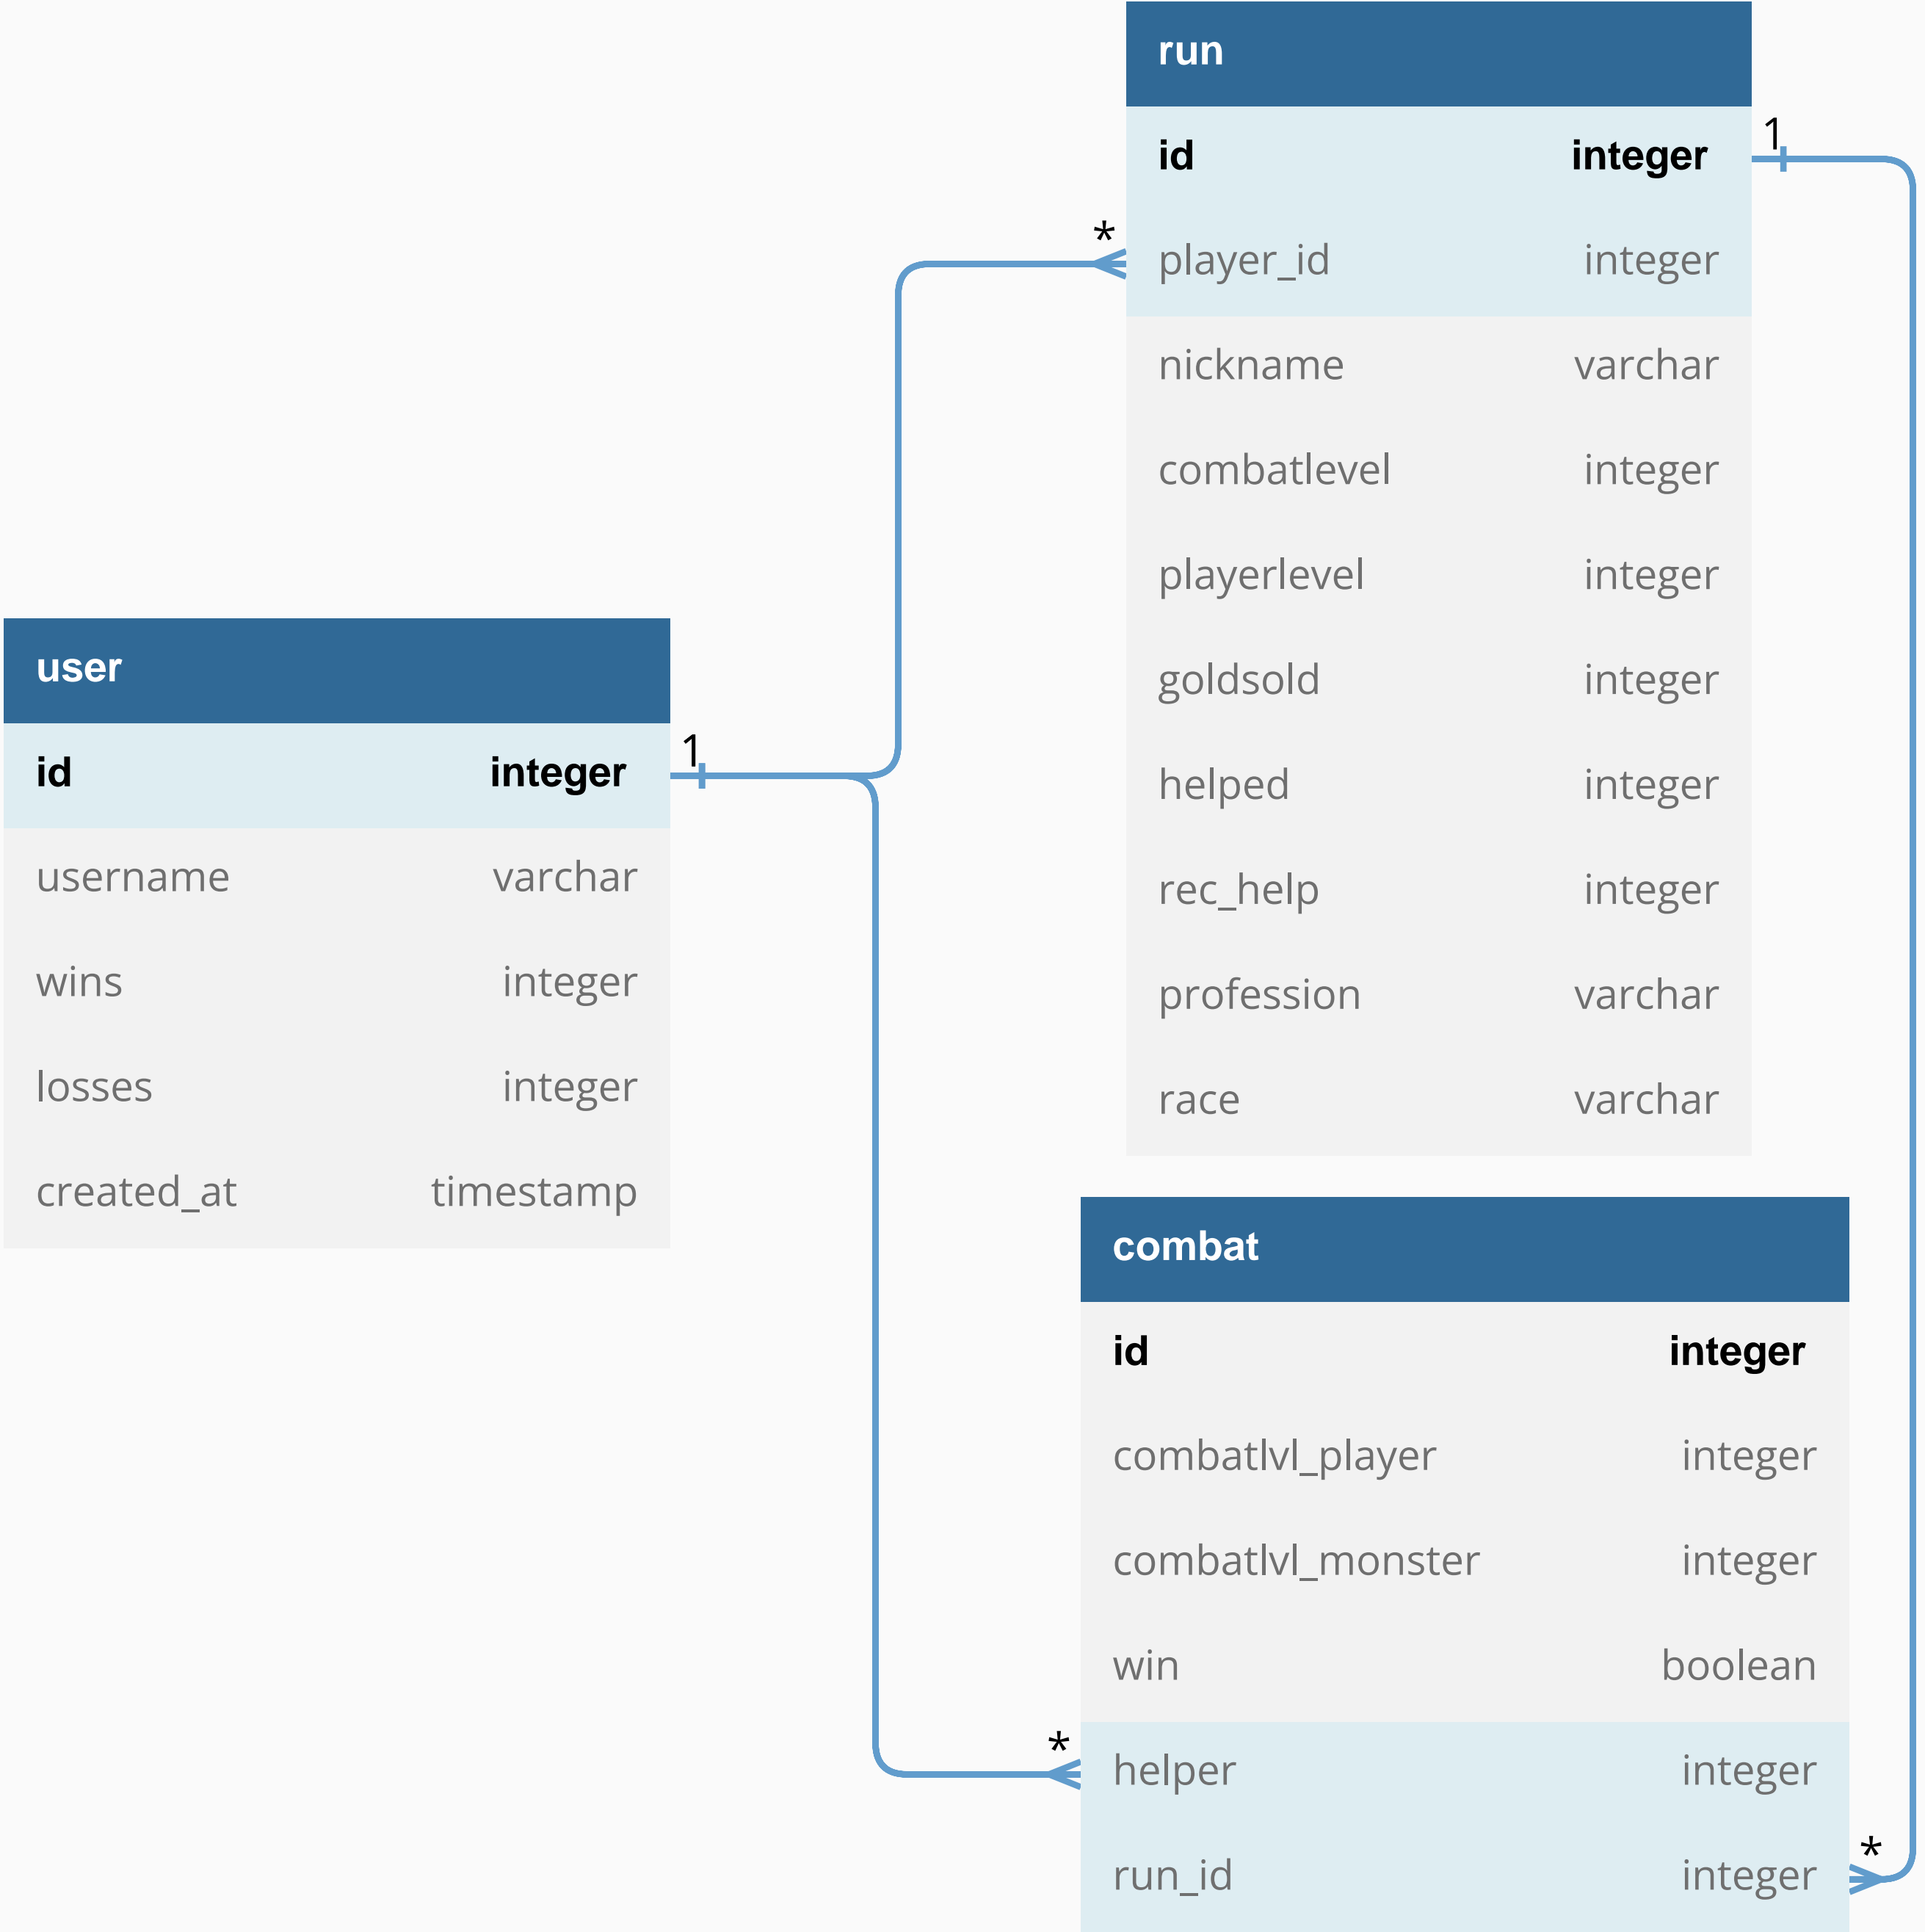 run
id integer
player_id integer
nickname varchar
combatlevel integer
playerlevel integer
goldsold integer
helped integer
rec_help integer
profession varchar
race varchar
1
*
user
id integer
username varchar
wins integer
losses integer
created_at timestamp
1
combat
id integer
combatlvl_player integer
combatlvl_monster integer
win boolean
helper integer
run_id integer
*
*